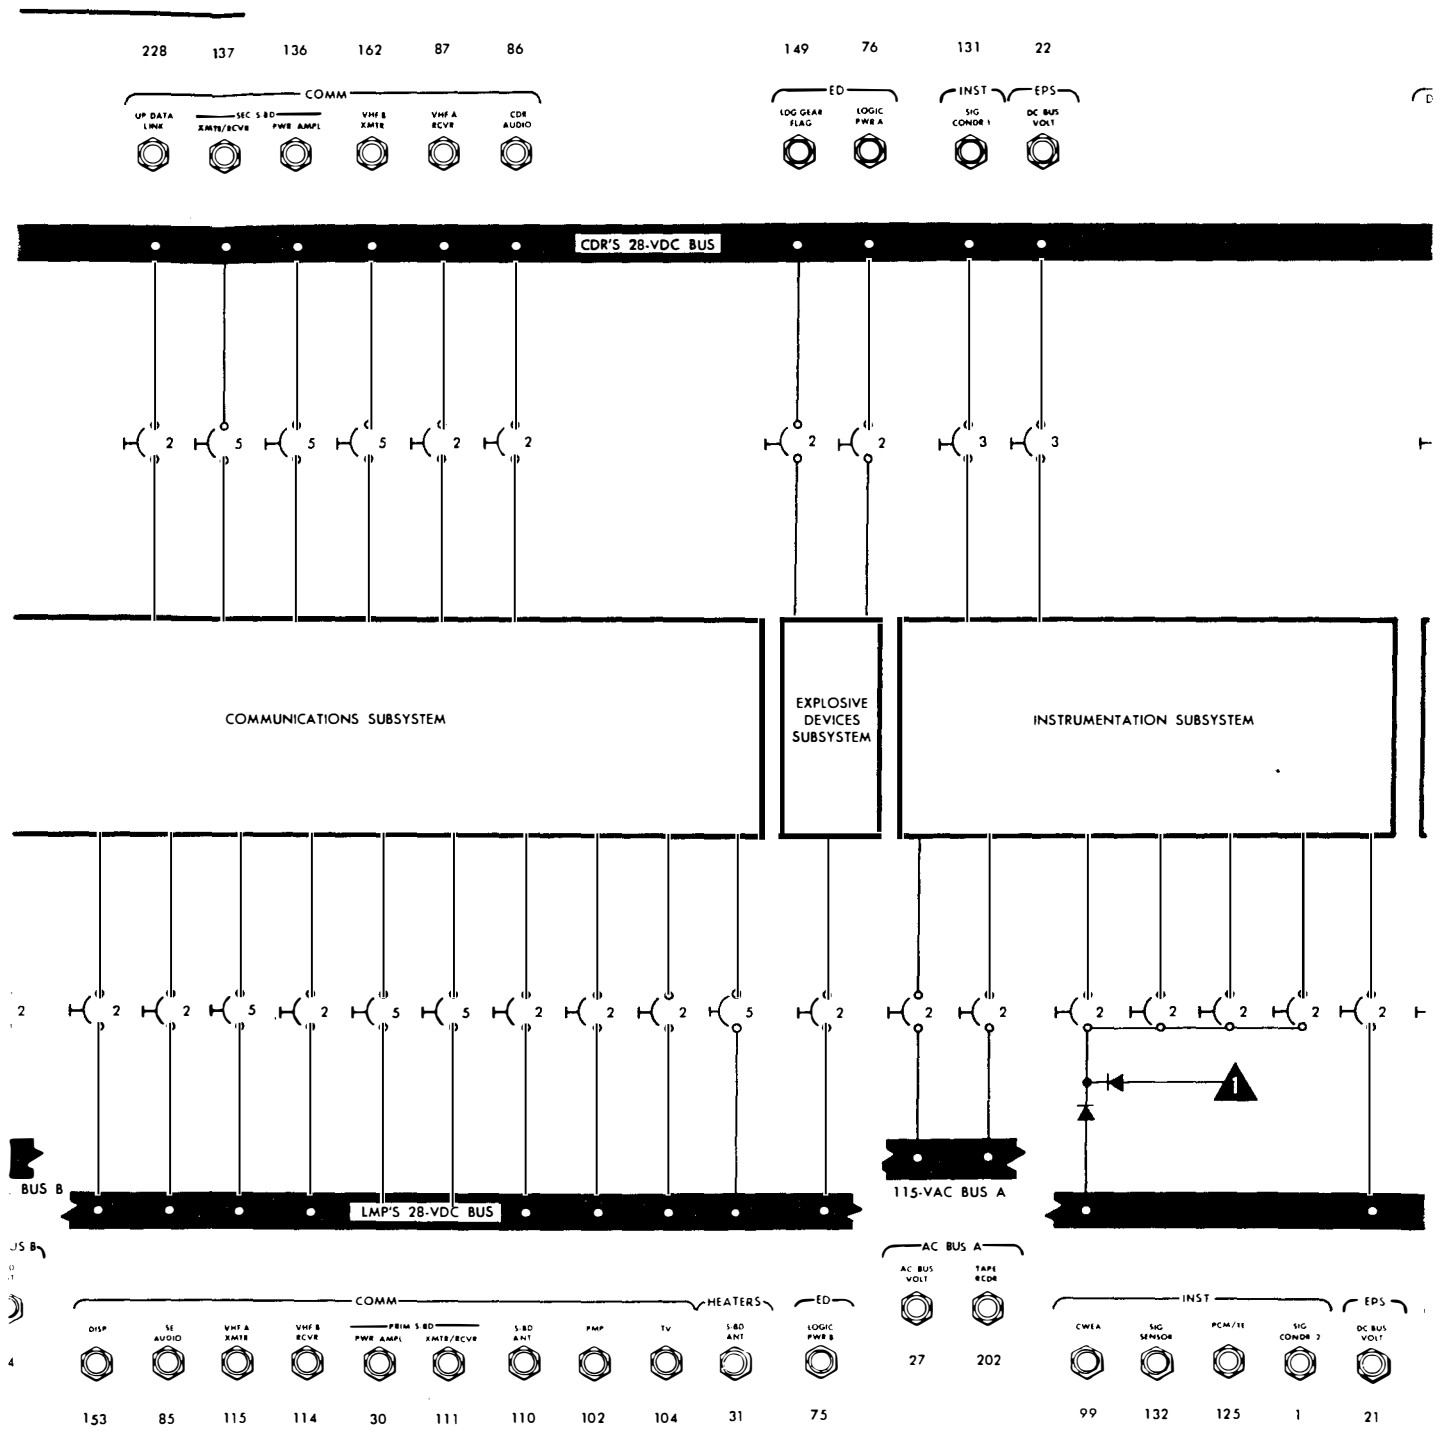 228 137 136 162 87 86 149 76 131 22
COMM ED INST EPS
UP DATA LINK
SEC S-BD
XMTR/RCVR PWR AMPL
VHF B XMTR
VHF A RCVR
CDR AUDIO
LDG GEAR FLAG
LOGIC PWR A
SIG CONDR 1
DC BUS VOLT
CDR'S 28-VDC BUS
2 5 5 5 2 2 2 2 3 3
COMMUNICATIONS SUBSYSTEM
EXPLOSIVE
DEVICES
SUBSYSTEM
INSTRUMENTATION SUBSYSTEM
2 2 2 5 2 5 5 2 2 2 5 2 2 2 2 2 2 2 2
1
BUS B
LMP'S 28-VDC BUS
115-VAC BUS A
US B
AC BUS A
AC BUS VOLT
TAPE RCDR
COMM HEATERS ED INST EPS
DISP
SE AUDIO
VHF A XMTR
VHF B RCVR
PRIM S-BD
PWR AMPL XMTR/RCVR
S-BD ANT
PMP
TV
S-BD ANT
LOGIC PWR B
CWEA
SIG SENSOR
PCM/TE
SIG CONDR 2
DC BUS VOLT
27 202
4
153 85 115 114 30 111 110 102 104 31 75 99 132 125 1 21